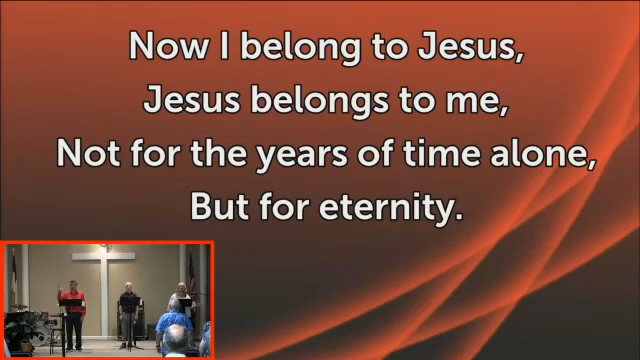 Now I belong to Jesus,
Jesus belongs to me,
Not for the years of time alone,
But for eternity.